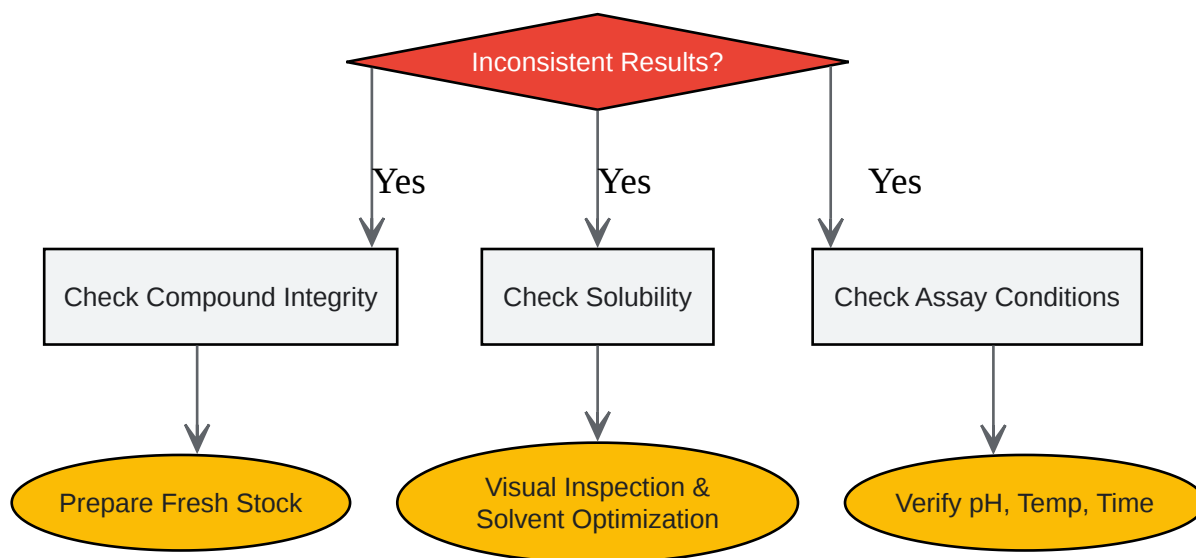 Inconsistent Results?
Yes
Yes
Yes
Check Compound Integrity
Check Solubility
Check Assay Conditions
Prepare Fresh Stock
Visual Inspection &
Solvent Optimization
Verify pH, Temp, Time